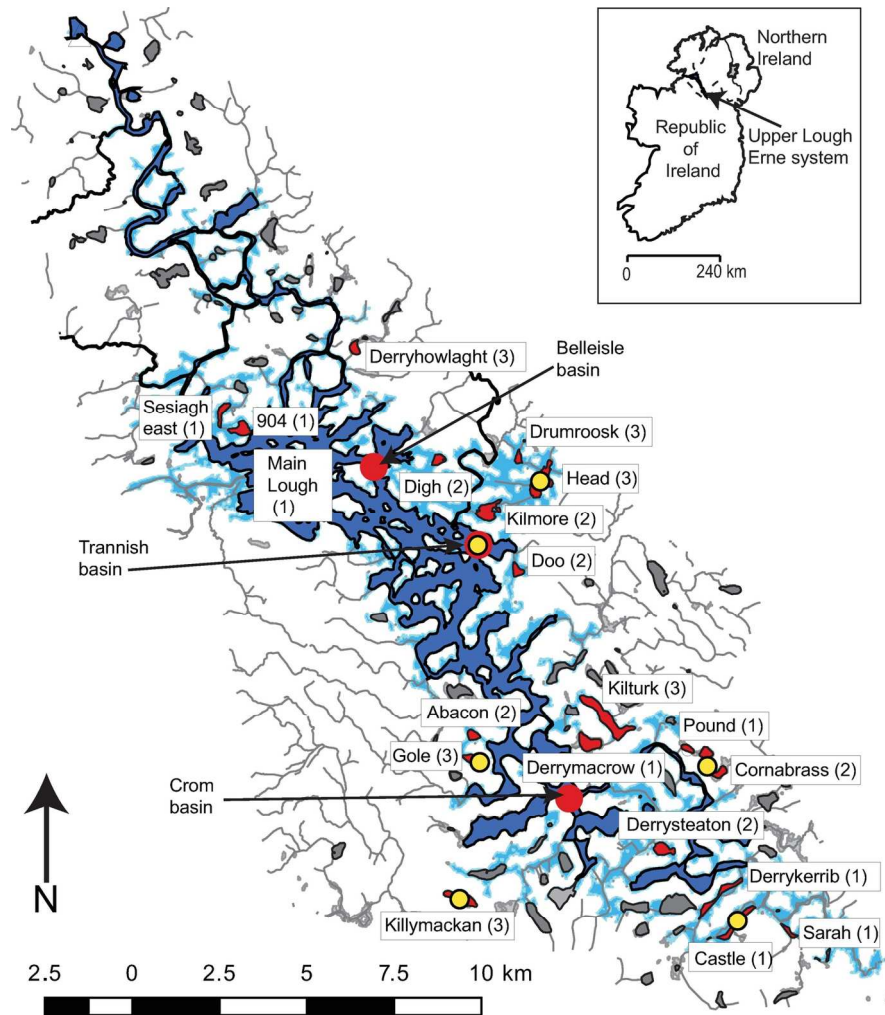 Northern
Ireland
Republic
of
Ireland
Upper Lough
Erne system
0
240 km
Derryhowlaght (3)
Belleisle
basin
Sesiagh
east (1)
904 (1)
Drumroosk (3)
Main
Lough
(1)
Digh (2)
Head (3)
Kilmore (2)
Trannish
basin
Doo (2)
Kilturk (3)
Abacon (2)
Pound (1)
Gole (3)
Derrymacrow (1)
Cornabrass (2)
Crom
basin
Derrysteaton (2)
N
Derrykerrib (1)
Killymackan (3)
Sarah (1)
Castle (1)
2.5 0 2.5 5 7.5 10 km